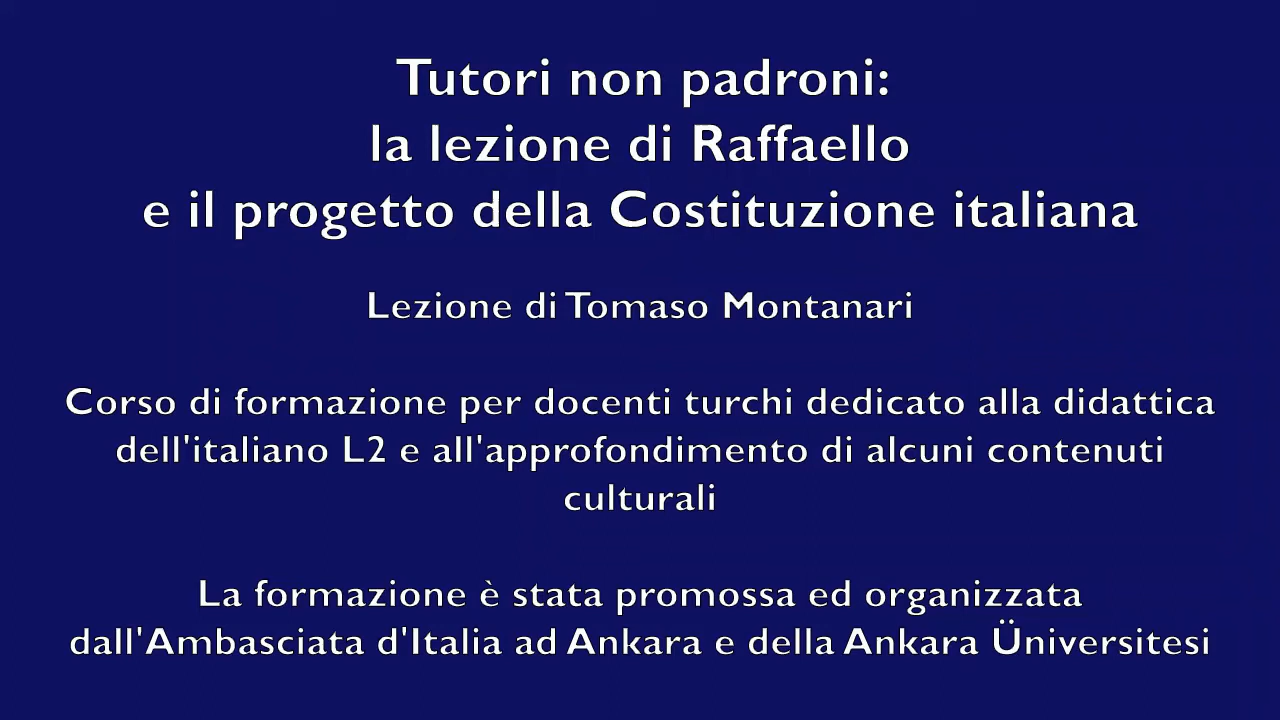 Tutori non padroni:
la lezione di Raffaello
e il progetto della Costituzione italiana
Lezione di Tomaso Montanari
Corso di formazione per docenti turchi dedicato alla didattica
dell'italiano L2 e all'approfondimento di alcuni contenuti
culturali
La formazione è stata promossa ed organizzata
dall'Ambasciata d'Italia ad Ankara e della Ankara Üniversitesi